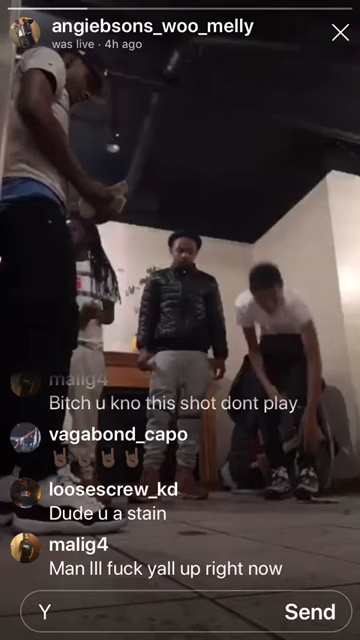 angiebsons_woo_melly
was live · 4h ago
malig4
Bitch u kno this shot dont play
vagabond_capo
🤘🏼🤘🏼🤘🏼🤘🏼
loosescrew_kd
Dude u a stain
malig4
Man Ill fuck yall up right now
Y
Send